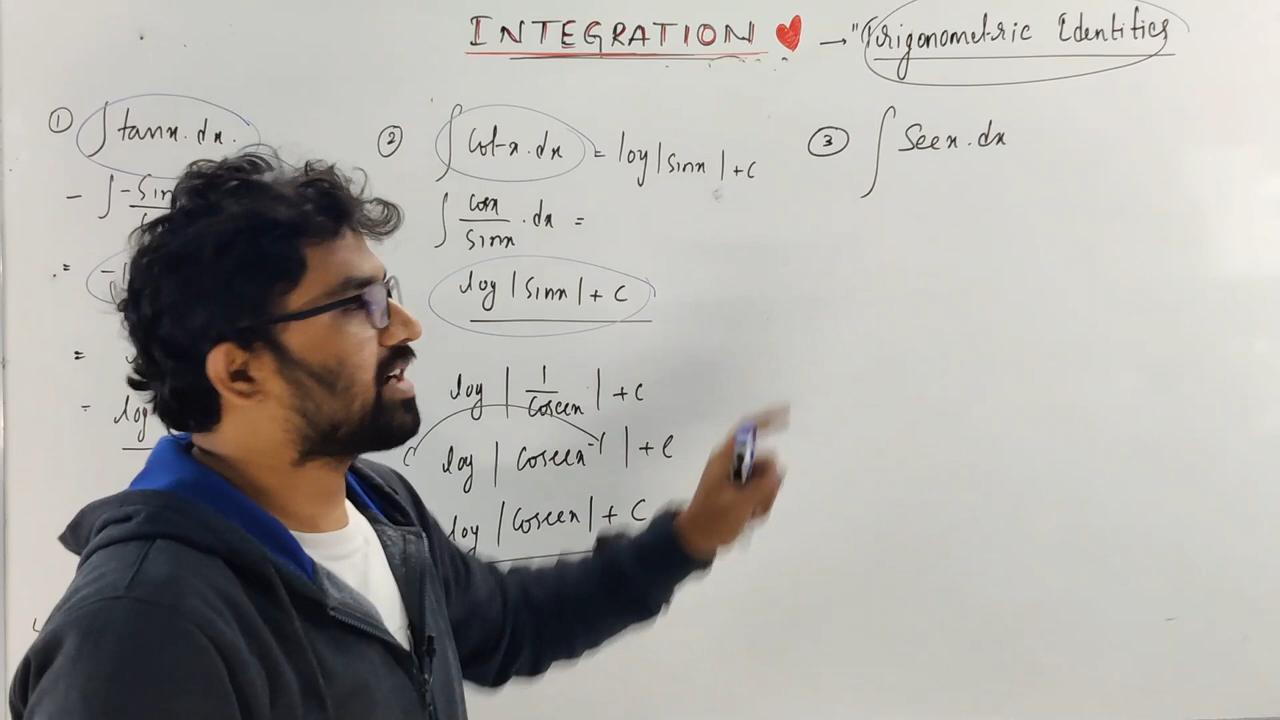 INTEGRATION ❤ → "Trigonometric Identities
① ∫ tanx. dx.
- ∫ -Sin
= -1
=
= log
② ∫ Cot-x. dx = log|sinx|+c
∫ cosx/sinx . dx =
log |sinx| + c
log | 1/cosecx | + c
log | cosecx⁻¹ | + c
log |cosecx| + c
③ ∫ Secx. dx